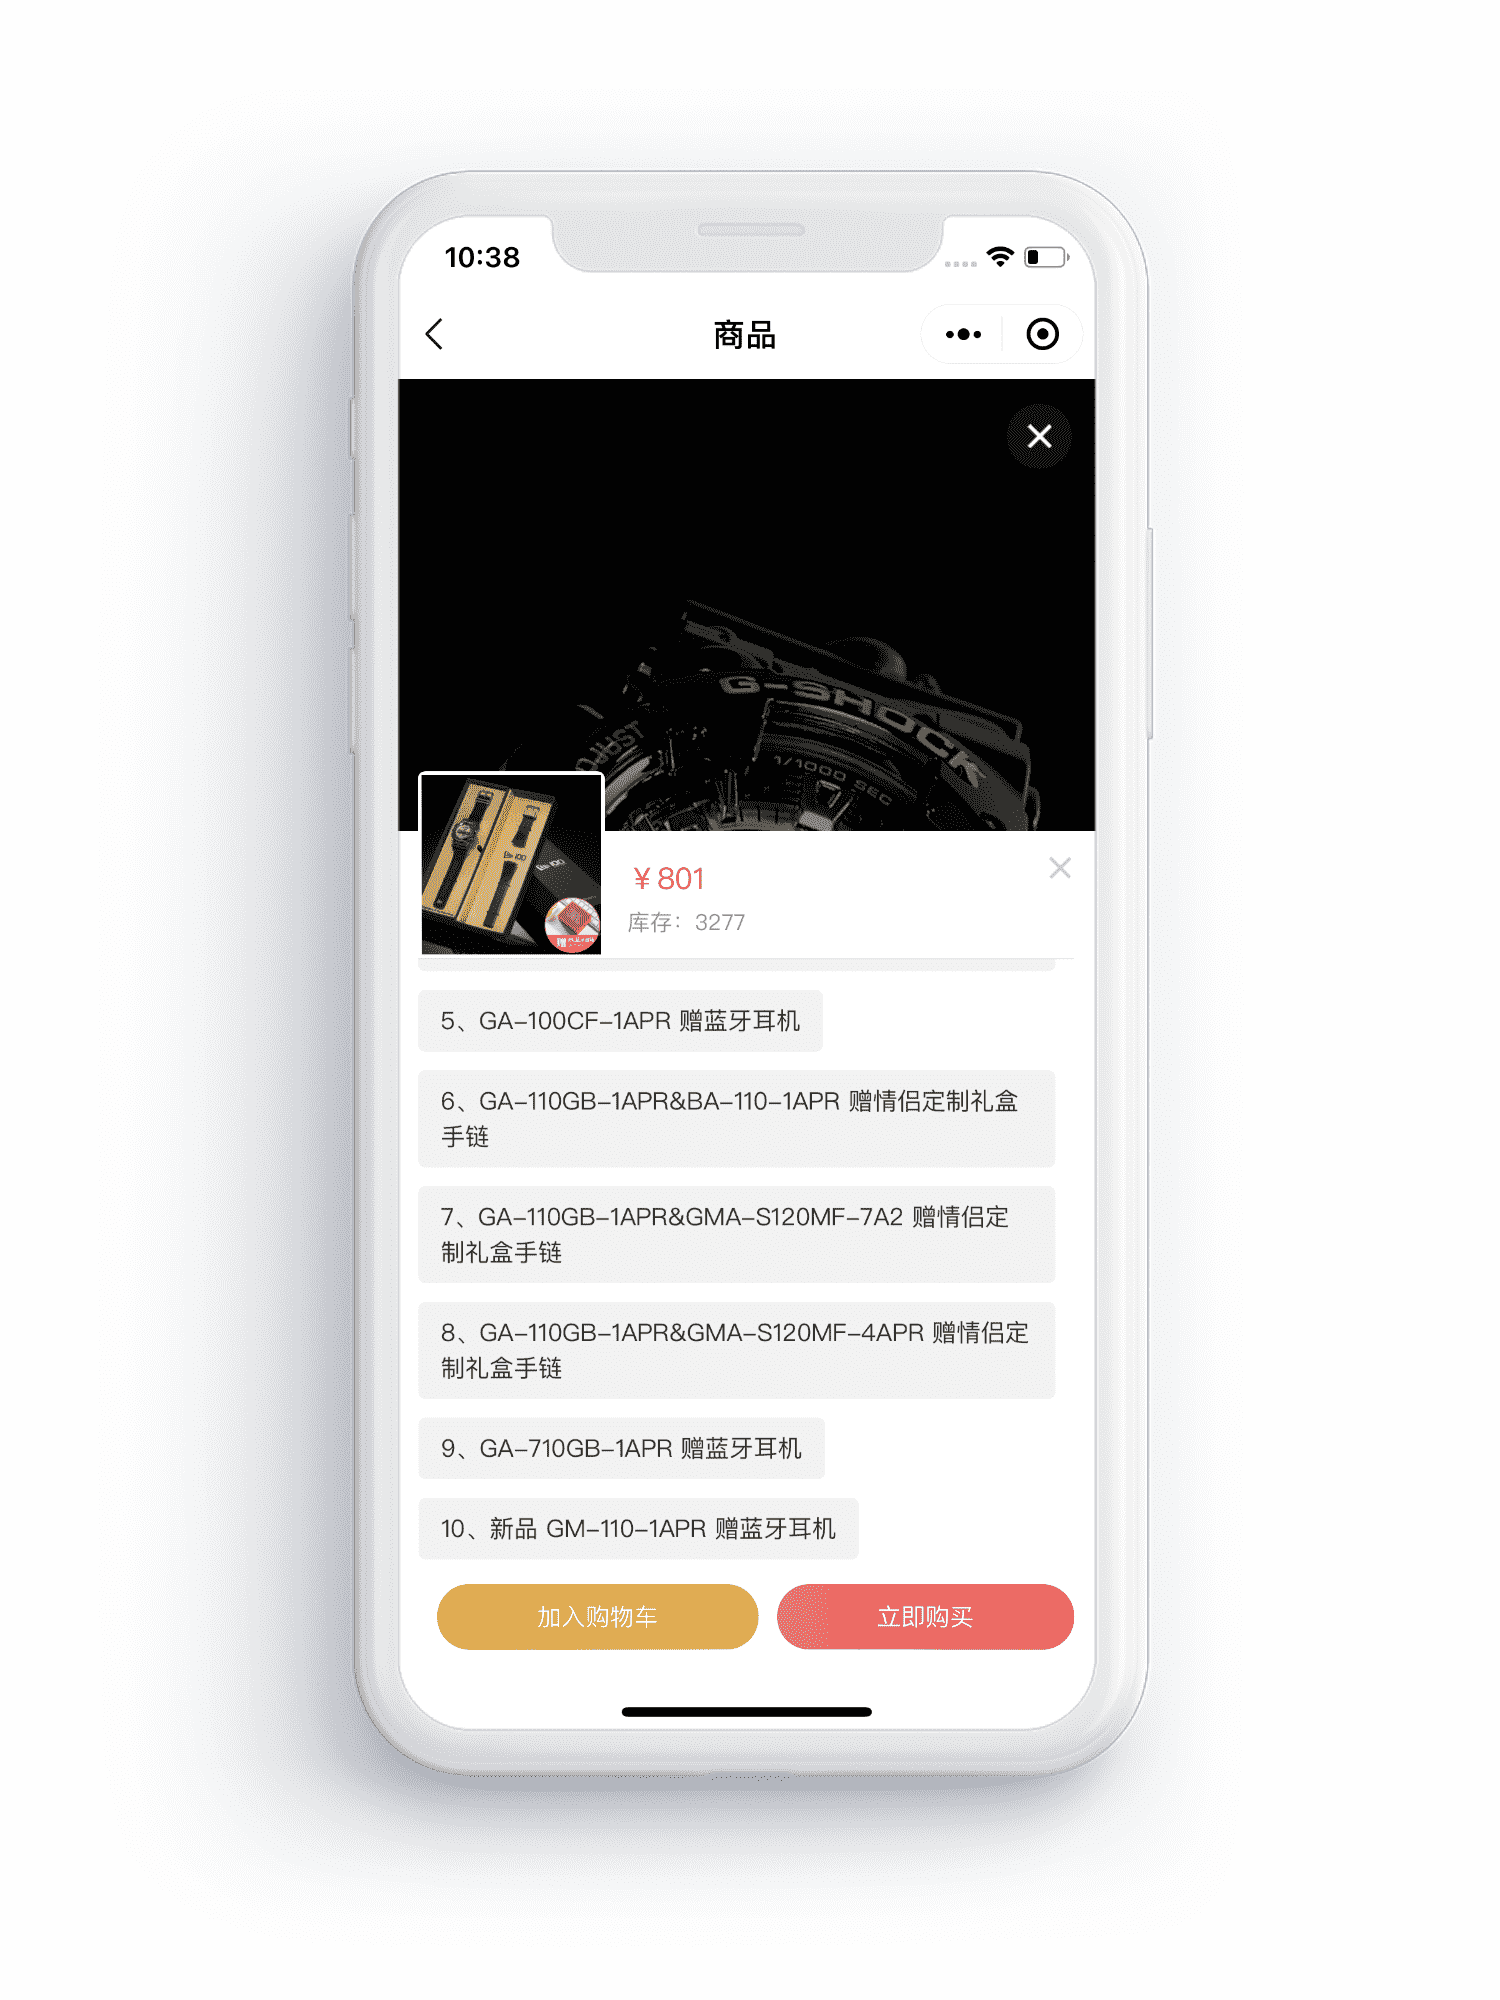 10:38
商品
G-SHOCK
1/1000 SEC
¥801
库存：3277
5、GA-100CF-1APR 赠蓝牙耳机
6、GA-110GB-1APR&BA-110-1APR 赠情侣定制礼盒
手链
7、GA-110GB-1APR&GMA-S120MF-7A2 赠情侣定
制礼盒手链
8、GA-110GB-1APR&GMA-S120MF-4APR 赠情侣定
制礼盒手链
9、GA-710GB-1APR 赠蓝牙耳机
10、新品 GM-110-1APR 赠蓝牙耳机
加入购物车
立即购买